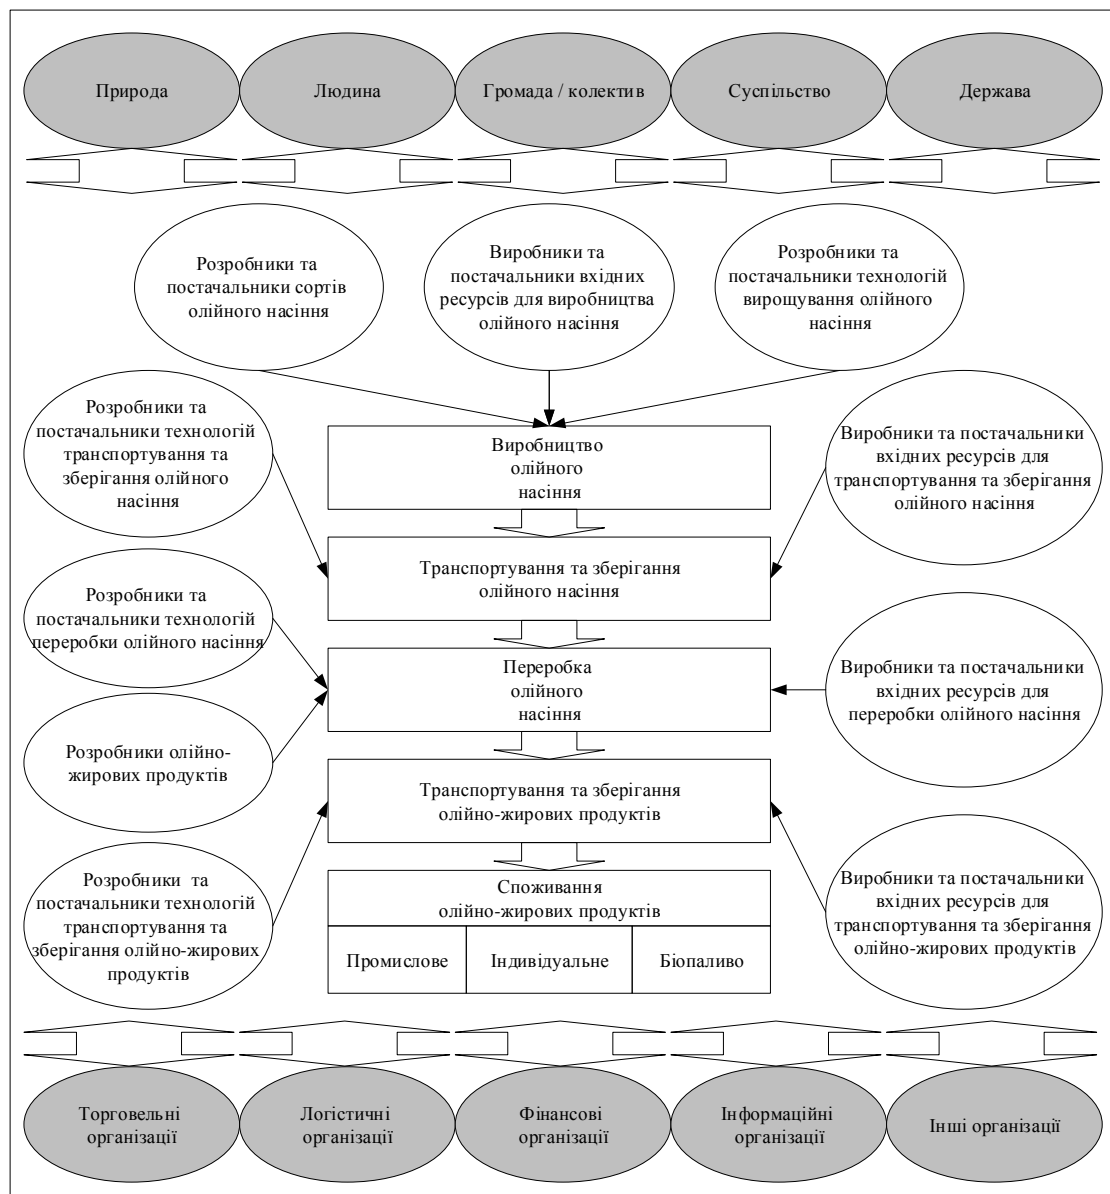 Природа
Людина
Громада / колектив
Суспільство
Держава
Розробники та
постачальники сортів
олійного насіння
Виробники та
постачальники вхідних
ресурсів для виробництва
олійного насіння
Розробники та
постачальники технологій
вирощування олійного
насіння
Розробники та
постачальники технологій
транспортування та
зберігання олійного
насіння
Виробництво
олійного
насіння
Виробники та постачальники
вхідних ресурсів для
транспортування та зберігання
олійного насіння
Транспортування та зберігання
олійного насіння
Розробники та
постачальники технологій
переробки олійного насіння
Переробка
олійного
насіння
Виробники та постачальники
вхідних ресурсів для
переробки олійного насіння
Розробники олійно-
жирових продуктів
Транспортування та зберігання
олійно-жирових продуктів
Розробники та
постачальники технологій
транспортування та
зберігання олійно-жирових
продуктів
Споживання
олійно-жирових продуктів
Промислове
Індивідуальне
Біопаливо
Виробники та постачальники
вхідних ресурсів для
транспортування та зберігання
олійно-жирових продуктів
Торговельні
організації
Логістичні
організації
Фінансові
організації
Інформаційні
організації
Інші організації